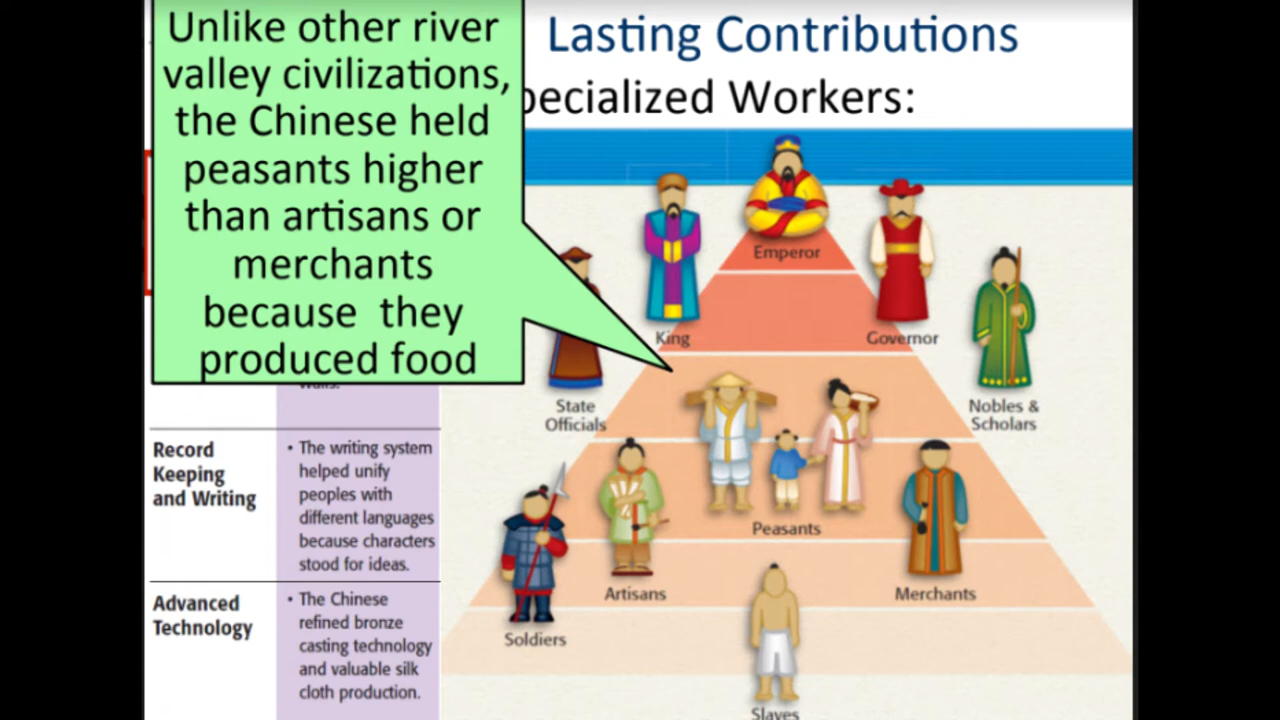 Unlike other river
valley civilizations,
the Chinese held
peasants higher
than artisans or
merchants
because they
produced food
Lasting Contributions
pecialized Workers:
Emperor
King
Governor
State
Officials
Nobles &
Scholars
Peasants
Artisans
Merchants
Soldiers
Slaves
Record
Keeping
and Writing
• The writing system
helped unify
peoples with
different languages
because characters
stood for ideas.
Advanced
Technology
• The Chinese
refined bronze
casting technology
and valuable silk
cloth production.